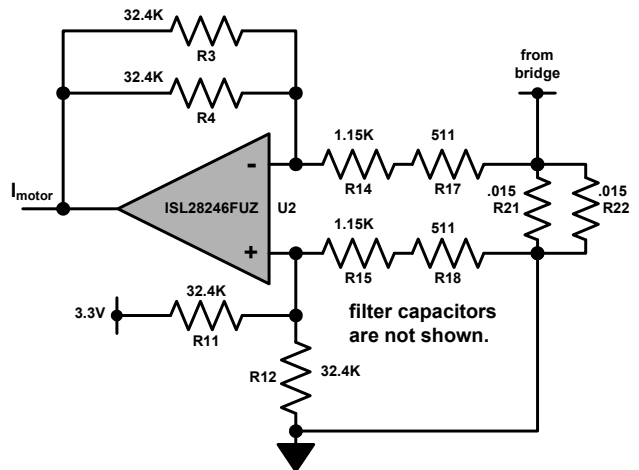 32.4K
R3
32.4K
R4
from
bridge
1.15K
511
-
R14
R17
.015
R21
.015
R22
I motor
ISL28246FUZ
U2
1.15K
511
+
R15
R18
32.4K
3.3V
R11
filter capacitors
are not shown.
R12
32.4K